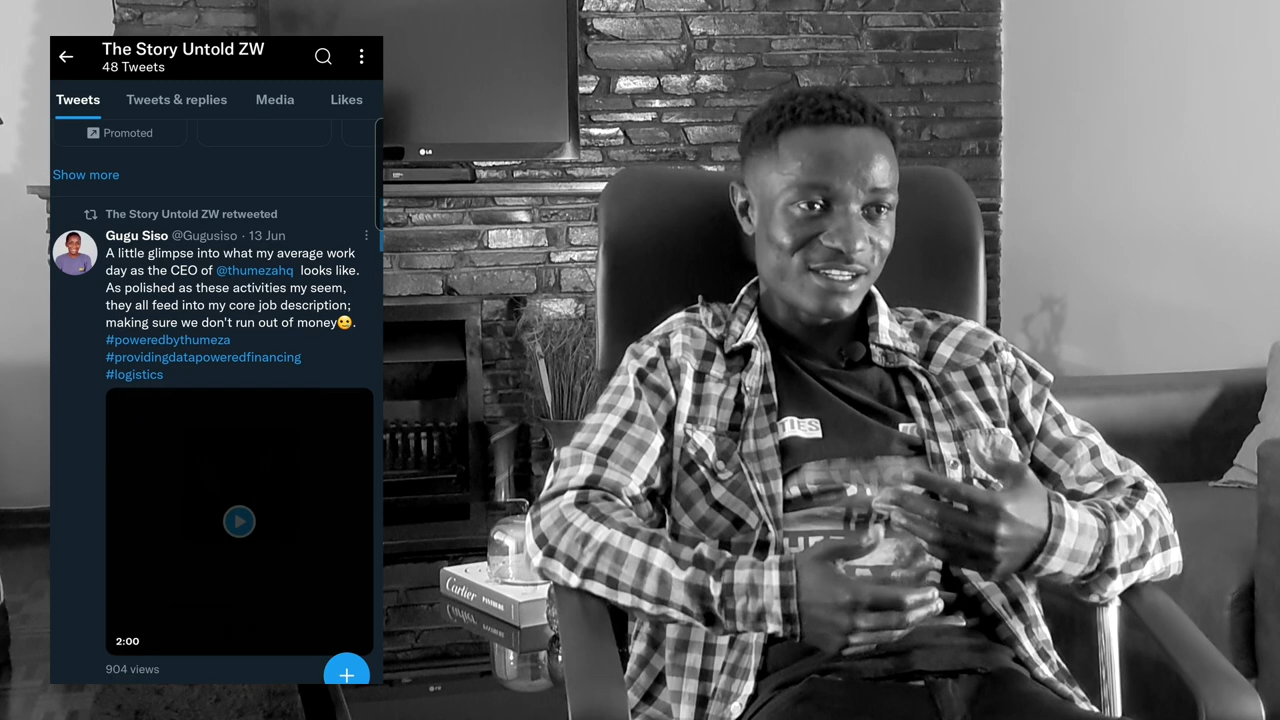 The Story Untold ZW
48 Tweets
Tweets
Tweets & replies
Media
Likes
Promoted
Show more
The Story Untold ZW retweeted
Gugu Siso @Gugusiso · 13 Jun
A little glimpse into what my average work
day as the CEO of @thumezahq looks like.
As polished as these activities my seem,
they all feed into my core job description;
making sure we don't run out of money😉.
#poweredbythumeza
#providingdatapoweredfinancing
#logistics
2:00
904 views
LG
TIES
Cartier